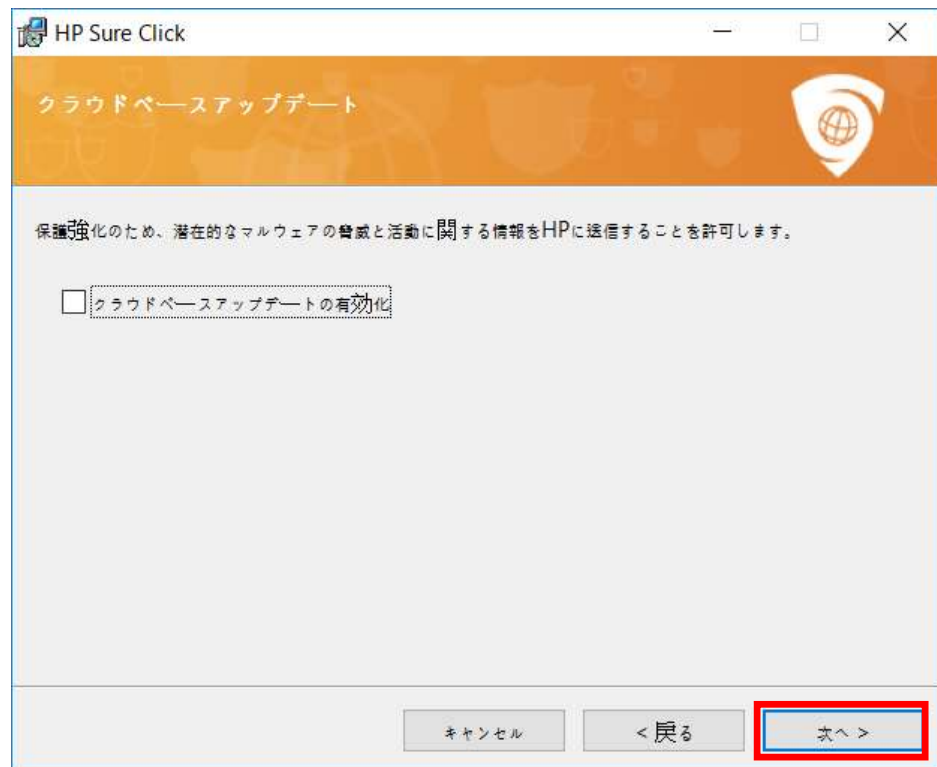 HP Sure Click
クラウドベースアップデート
保護強化のため、潜在的なマルウェアの脅威と活動に関する情報をHPに送信することを許可します。
クラウドベースアップデートの有効化
キャンセル
< 戻る
次へ >